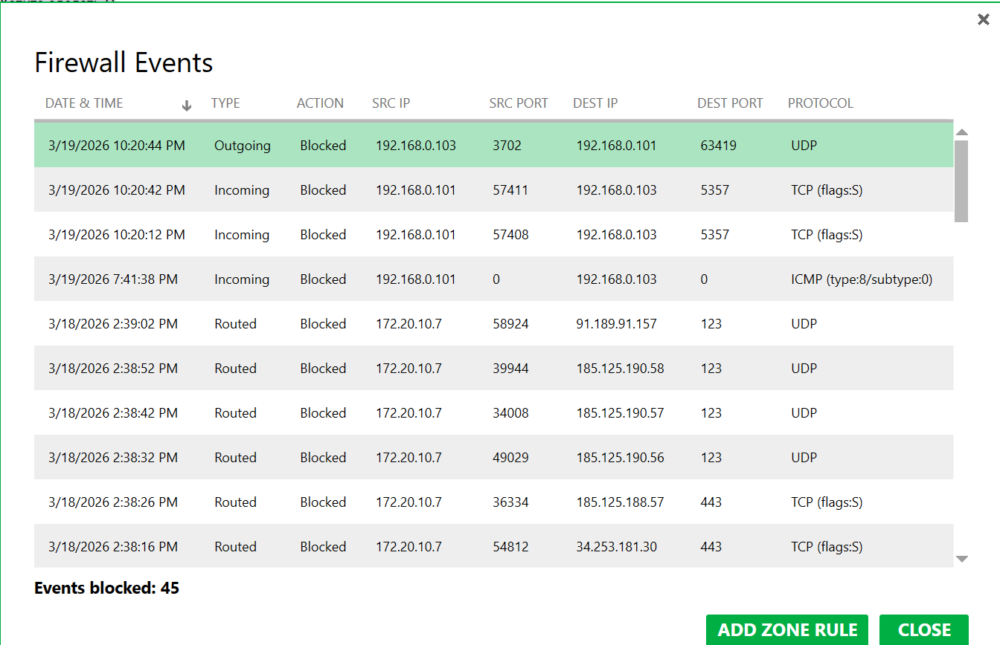 Firewall Events
DATE & TIME TYPE ACTION SRC IP SRC PORT DEST IP DEST PORT PROTOCOL
3/19/2026 10:20:44 PM Outgoing Blocked 192.168.0.103 3702 192.168.0.101 63419 UDP
3/19/2026 10:20:42 PM Incoming Blocked 192.168.0.101 57411 192.168.0.103 5357 TCP (flags:S)
3/19/2026 10:20:12 PM Incoming Blocked 192.168.0.101 57408 192.168.0.103 5357 TCP (flags:S)
3/19/2026 7:41:38 PM Incoming Blocked 192.168.0.101 0 192.168.0.103 0 ICMP (type:8/subtype:0)
3/18/2026 2:39:02 PM Routed Blocked 172.20.10.7 58924 91.189.91.157 123 UDP
3/18/2026 2:38:52 PM Routed Blocked 172.20.10.7 39944 185.125.190.58 123 UDP
3/18/2026 2:38:42 PM Routed Blocked 172.20.10.7 34008 185.125.190.57 123 UDP
3/18/2026 2:38:32 PM Routed Blocked 172.20.10.7 49029 185.125.190.56 123 UDP
3/18/2026 2:38:26 PM Routed Blocked 172.20.10.7 36334 185.125.188.57 443 TCP (flags:S)
3/18/2026 2:38:16 PM Routed Blocked 172.20.10.7 54812 34.253.181.30 443 TCP (flags:S)
Events blocked: 45
ADD ZONE RULE CLOSE